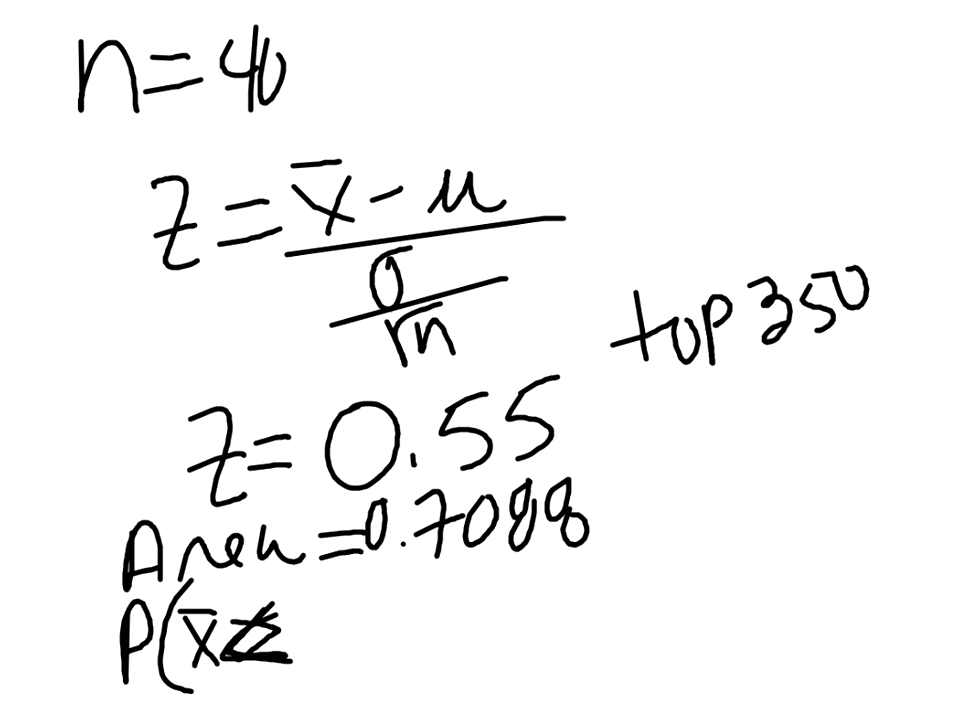 n=40
z = x̄ - μ
σ
√n
top 350
z = 0.55
Area = 0.7088
P(x̄